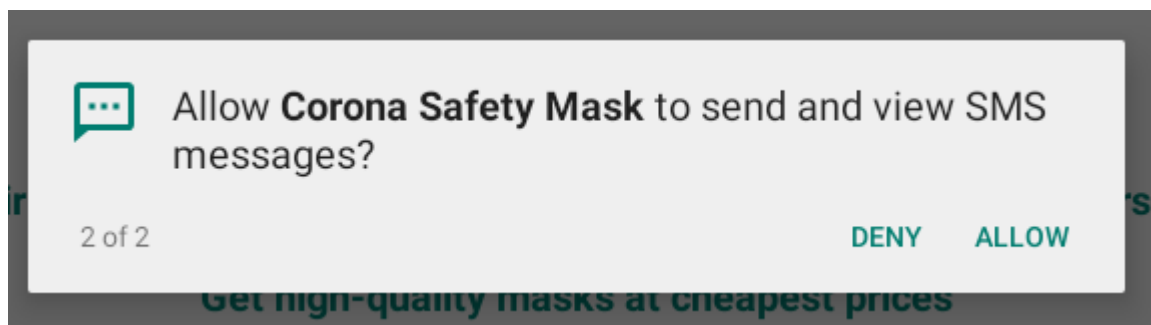 Allow Corona Safety Mask to send and view SMS
messages?
2 of 2
DENY ALLOW
Get high-quality masks at cheapest prices